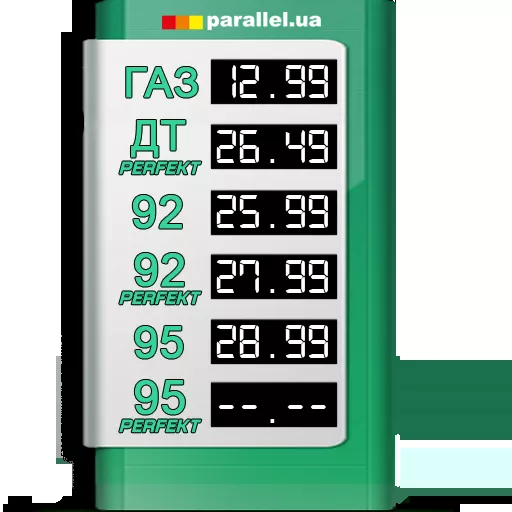 parallel.ua
ГАЗ 12.99
ДТ
PERFEKT 26.49
92 25.99
92
PERFEKT 27.99
95 28.99
95
PERFEKT --.--